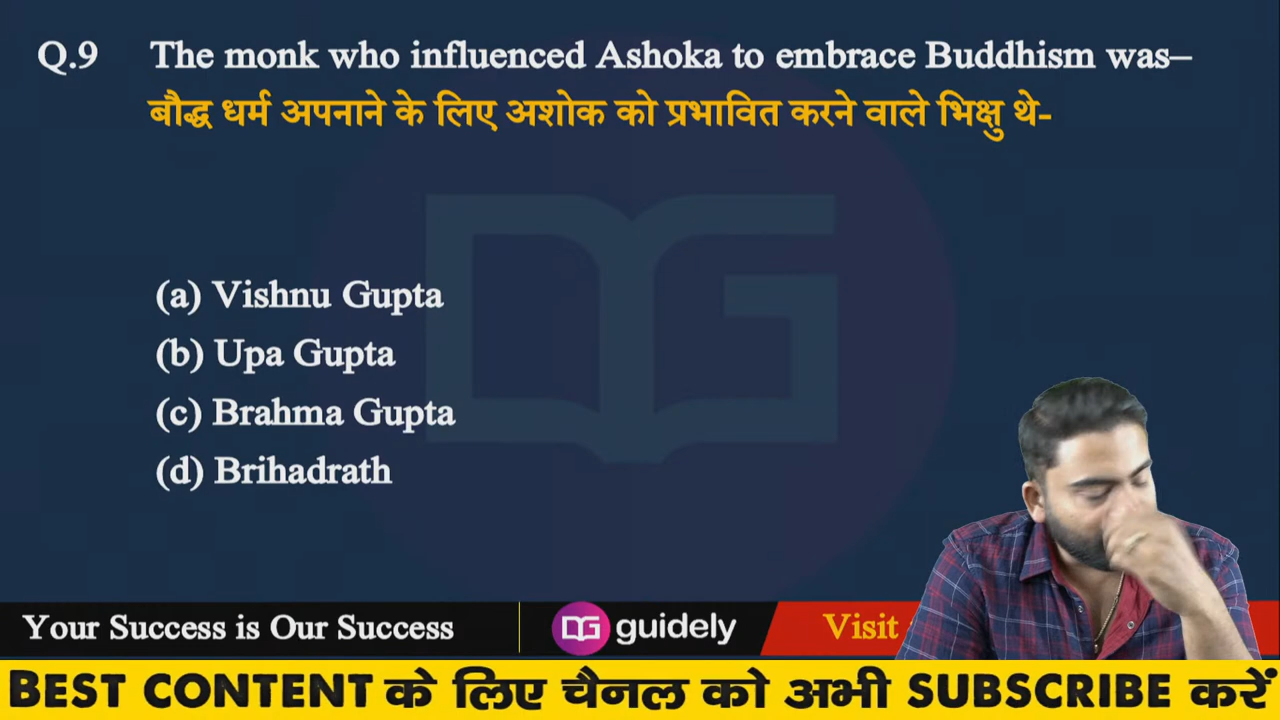 Q.9 The monk who influenced Ashoka to embrace Buddhism was–
बौद्ध धर्म अपनाने के लिए अशोक को प्रभावित करने वाले भिक्षु थे-
(a) Vishnu Gupta
(b) Upa Gupta
(c) Brahma Gupta
(d) Brihadrath
Your Success is Our Success
DG guidely
Visit
BEST CONTENT के लिए चैनल को अभी SUBSCRIBE करें